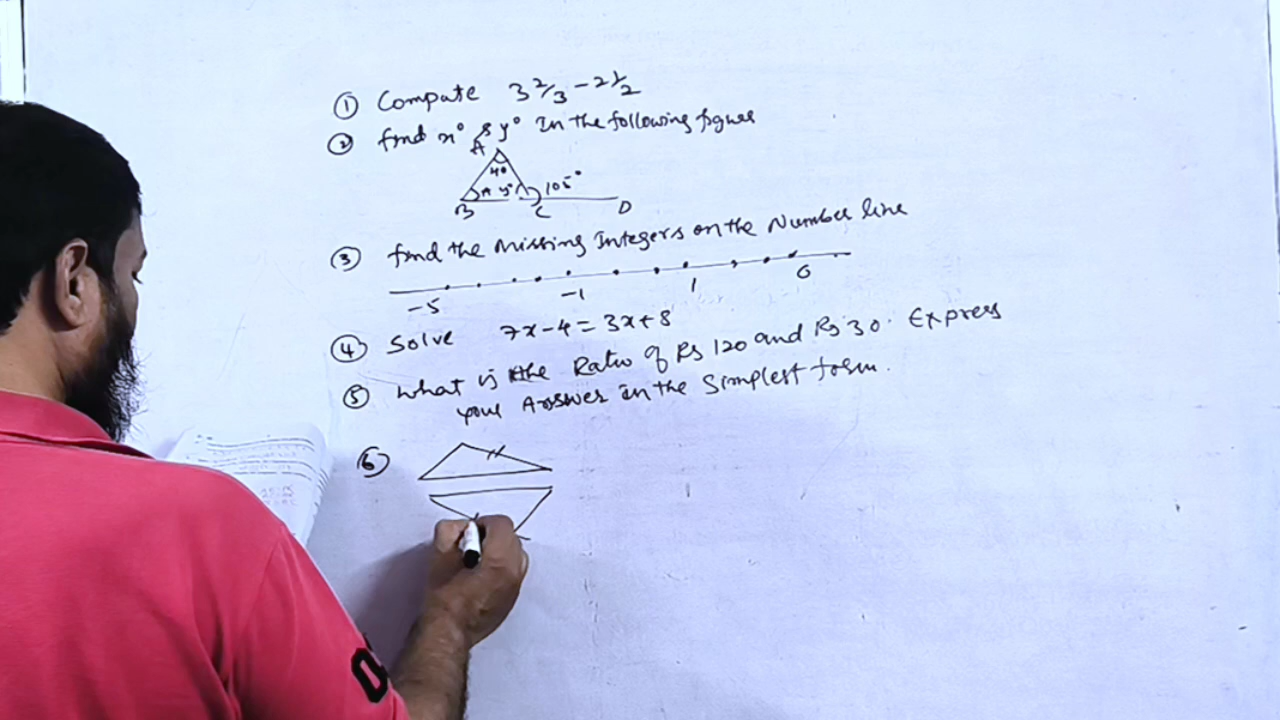 ① Compute 3 2/3 - 2 1/2
② find x° & y° In the following figure
A
40
x y° 105°
B C D
③ find the Missing Integers on the Number line
-5 -1 1 6
④ Solve 7x-4=3x+8
⑤ What is the Ratio of Rs 120 and Rs 30. Express
your Answer in the Simplest form.
⑥